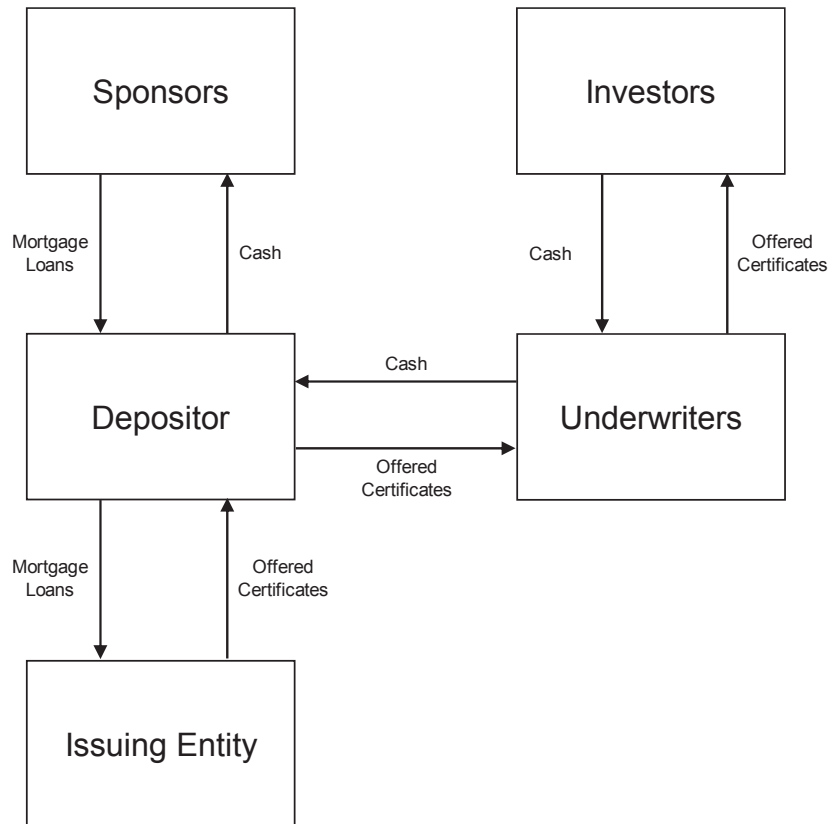 Sponsors
Investors
Mortgage
Loans
Cash
Cash
Offered
Certificates
Depositor
Cash
Offered
Certificates
Underwriters
Mortgage
Loans
Offered
Certificates
Issuing Entity